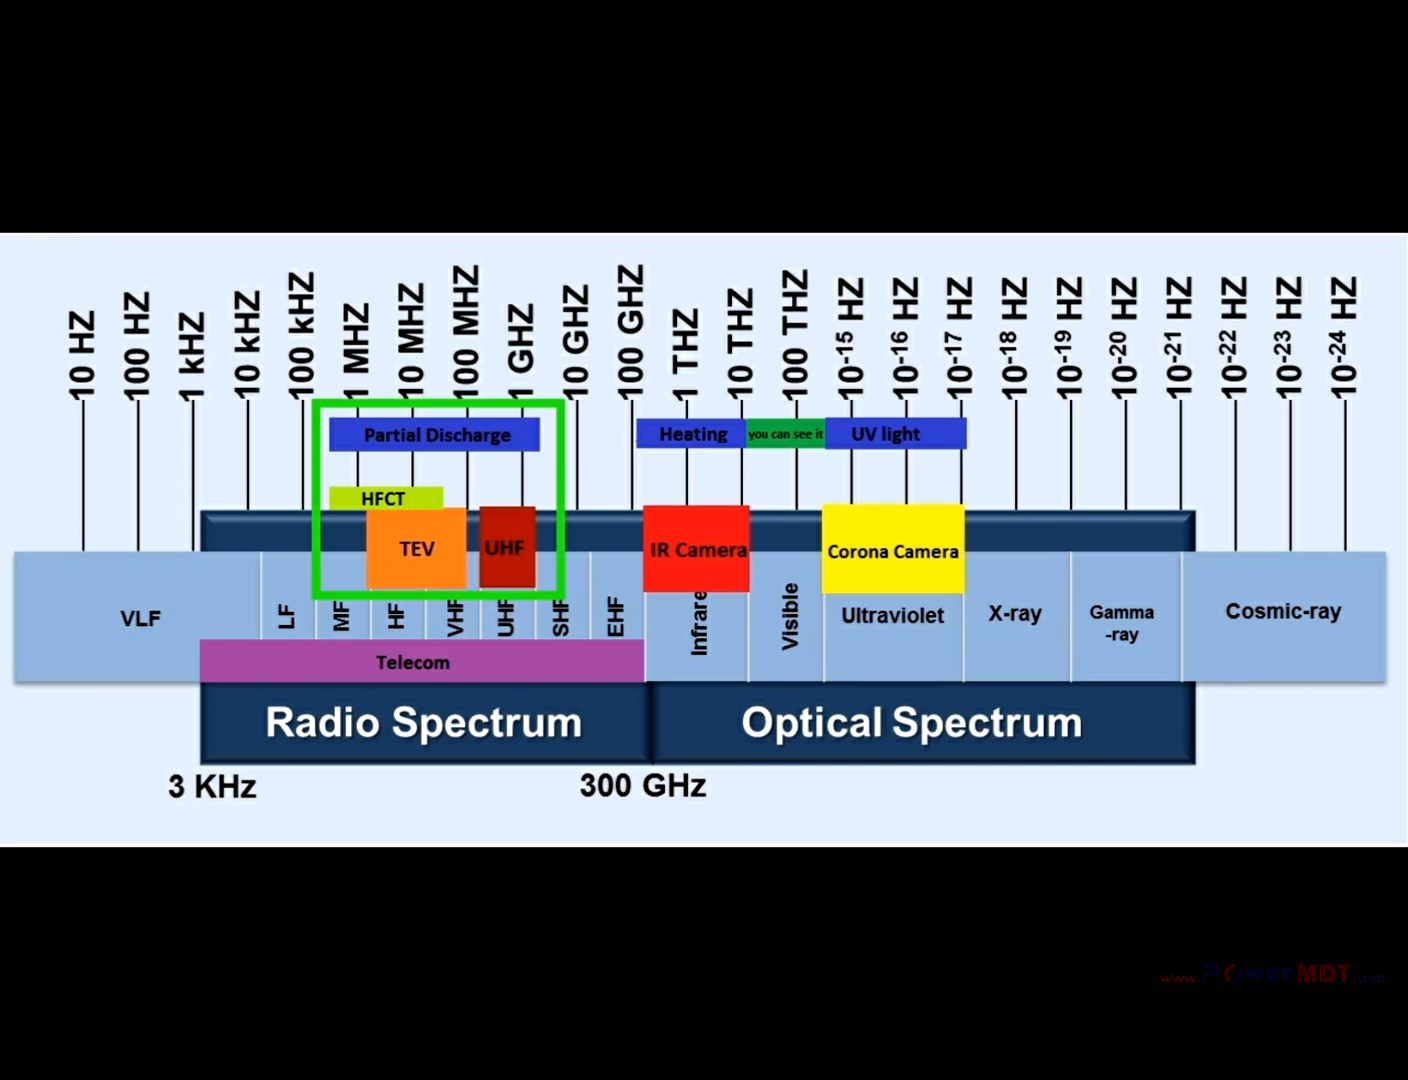 10 HZ
100 HZ
1 kHZ
10 kHZ
100 kHZ
1 MHZ
10 MHZ
100 MHZ
1 GHZ
10 GHZ
100 GHZ
1 THZ
10 THZ
100 THZ
10-15 HZ
10-16 HZ
10-17 HZ
10-18 HZ
10-19 HZ
10-20 HZ
10-21 HZ
10-22 HZ
10-23 HZ
10-24 HZ
Partial Discharge
Heating
you can see it
UV light
HFCT
TEV
UHF
IR Camera
Corona Camera
VLF
LF
MF
HF
VHF
UHF
SHF
EHF
Infrare
Visible
Ultraviolet
X-ray
Gamma
-ray
Cosmic-ray
Telecom
Radio Spectrum
Optical Spectrum
3 KHz
300 GHz
www.PowerMDT.com